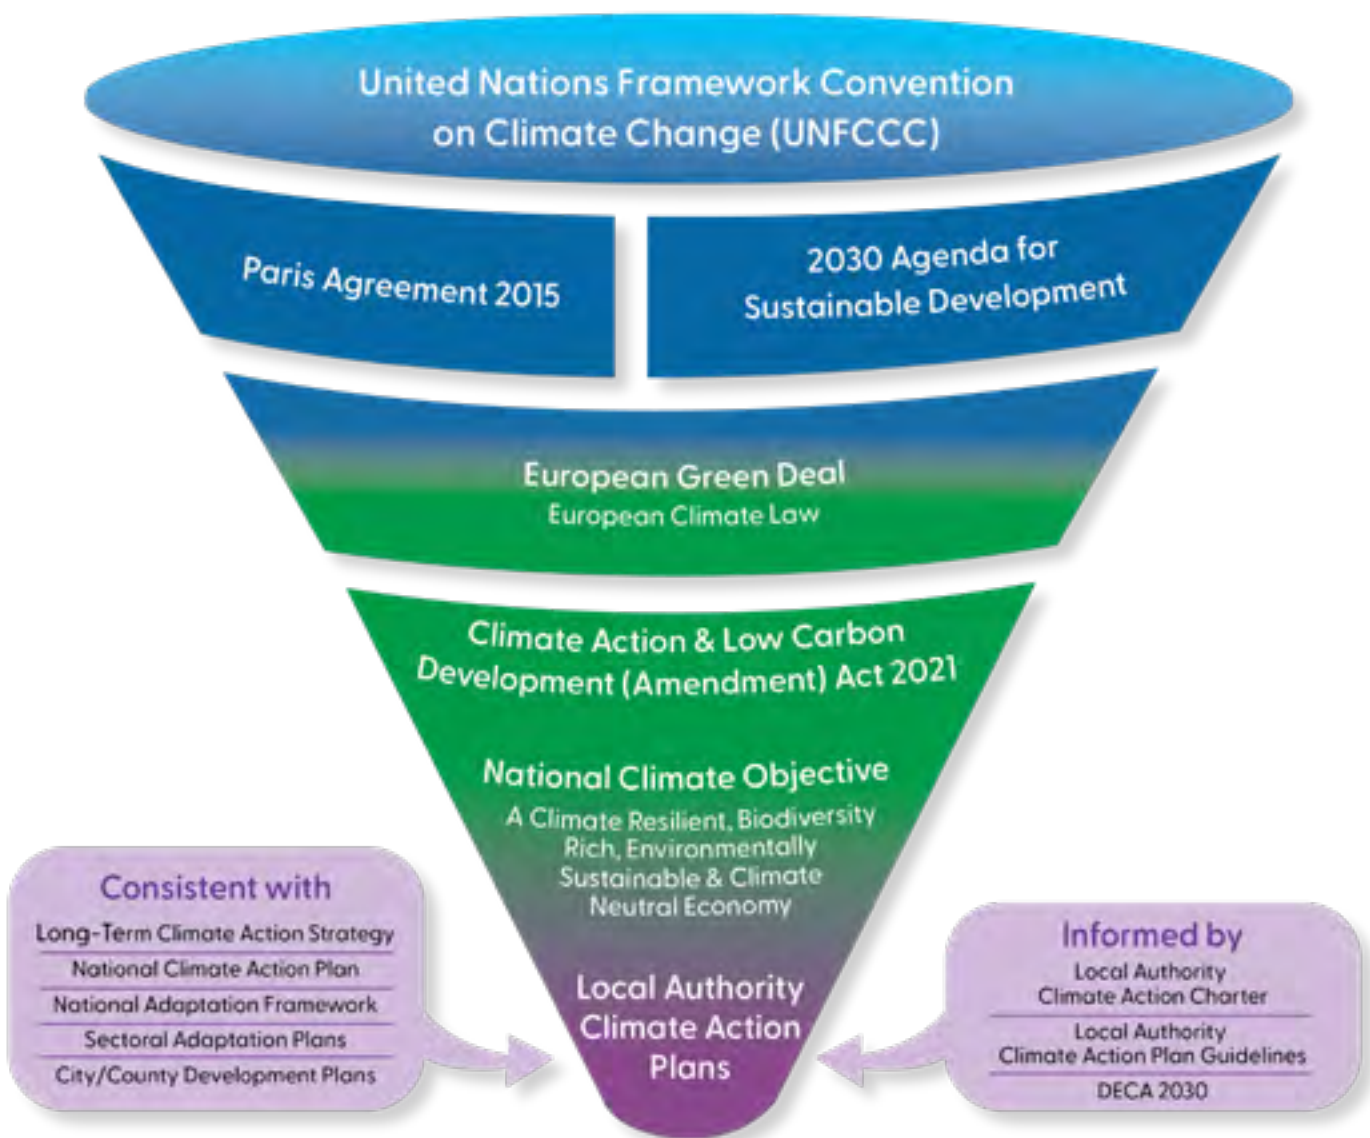 United Nations Framework Convention
on Climate Change (UNFCCC)
Paris Agreement 2015
2030 Agenda for
Sustainable Development
European Green Deal
European Climate Law
Climate Action & Low Carbon
Development (Amendment) Act 2021
National Climate Objective
A Climate Resilient, Biodiversity
Rich, Environmentally
Sustainable & Climate
Neutral Economy
Local Authority
Climate Action
Plans
Consistent with
Long-Term Climate Action Strategy
National Climate Action Plan
National Adaptation Framework
Sectoral Adaptation Plans
City/County Development Plans
Informed by
Local Authority
Climate Action Charter
Local Authority
Climate Action Plan Guidelines
DECA 2030